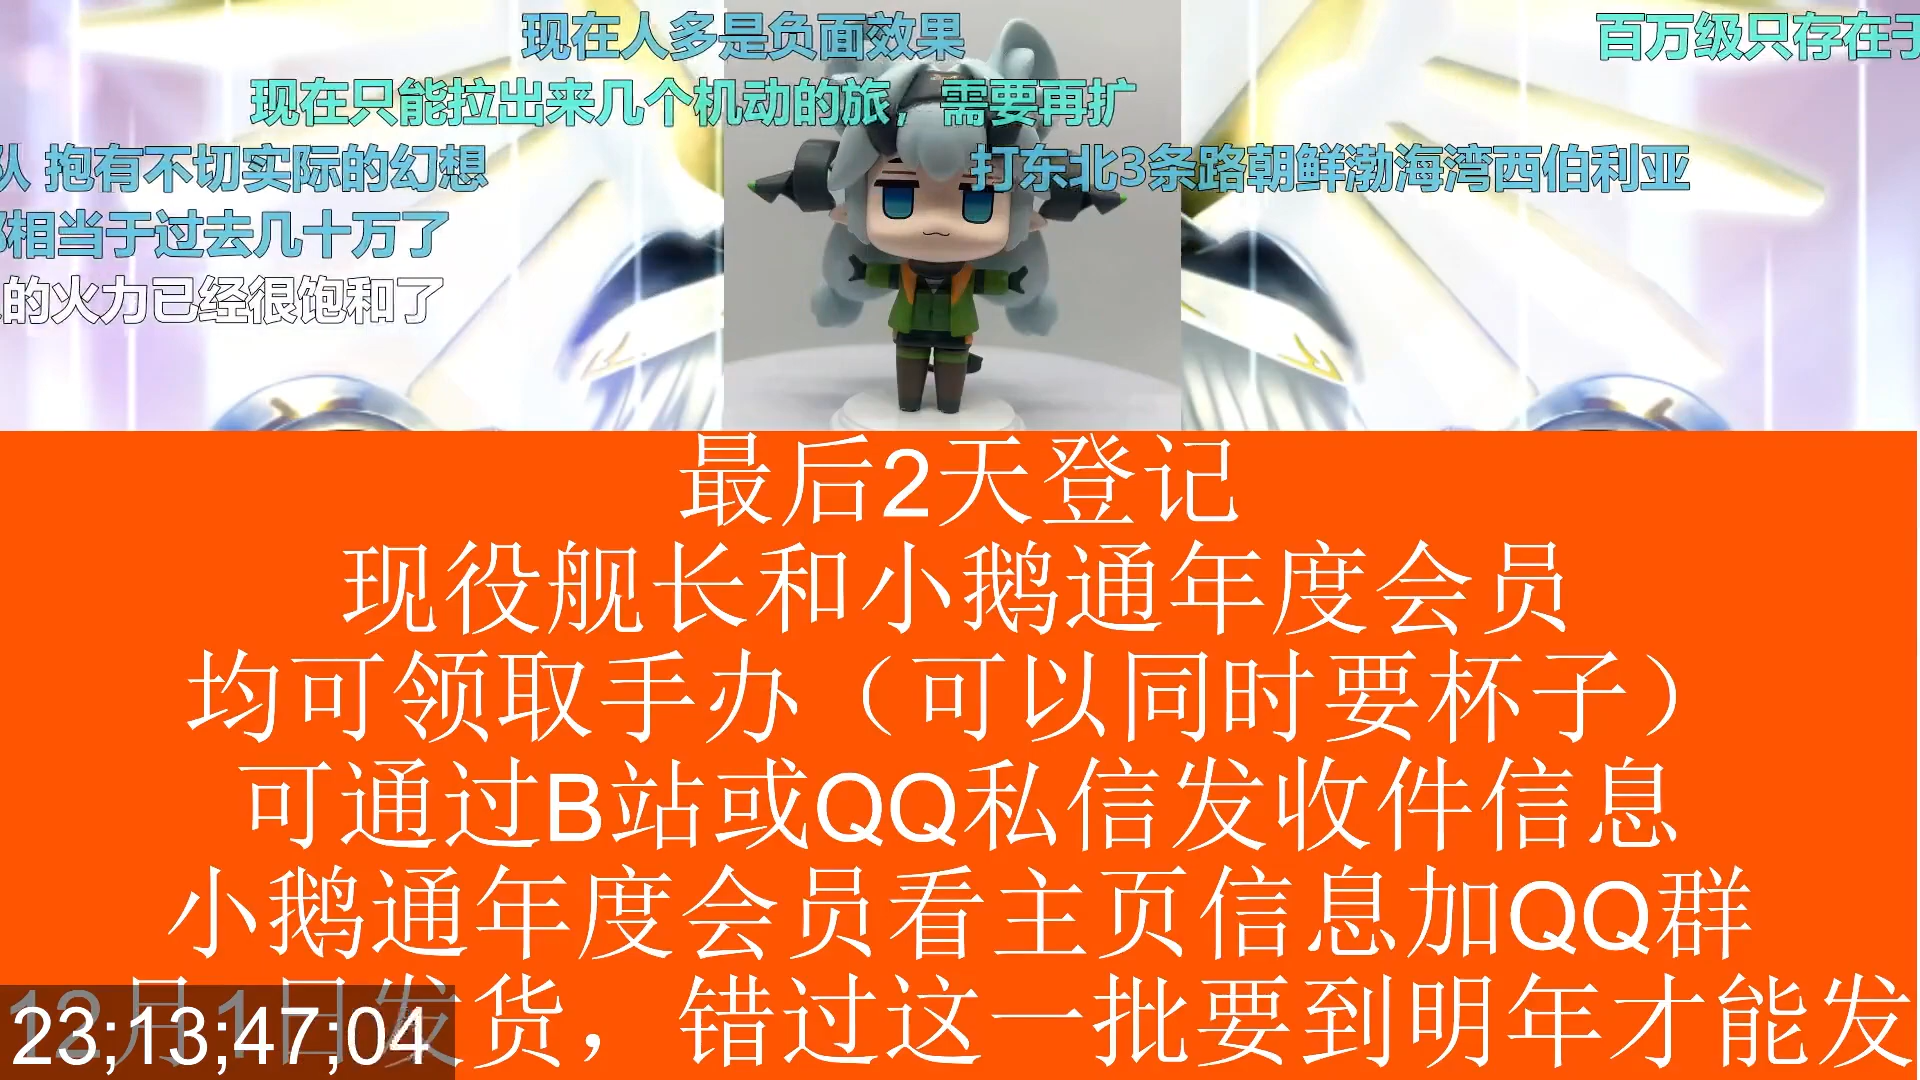 现在人多是负面效果
百万级只存在于
现在只能拉出来几个机动的旅，需要再扩
队 抱有不切实际的幻想
打东北3条路朝鲜渤海湾西伯利亚
相当于过去几十万了
的火力已经很饱和了
最后2天登记
现役舰长和小鹅通年度会员
均可领取手办（可以同时要杯子）
可通过B站或QQ私信发收件信息
小鹅通年度会员看主页信息加QQ群
12月1日发货，错过这一批要到明年才能发
23;13;47;04